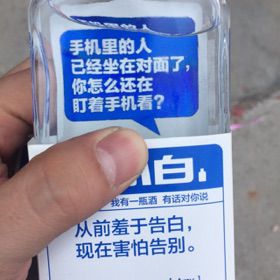 手机里的人
已经坐在对面了，
你怎么还在
盯着手机看？
白
我有一瓶酒 有话对你说
从前羞于告白，
现在害怕告别。